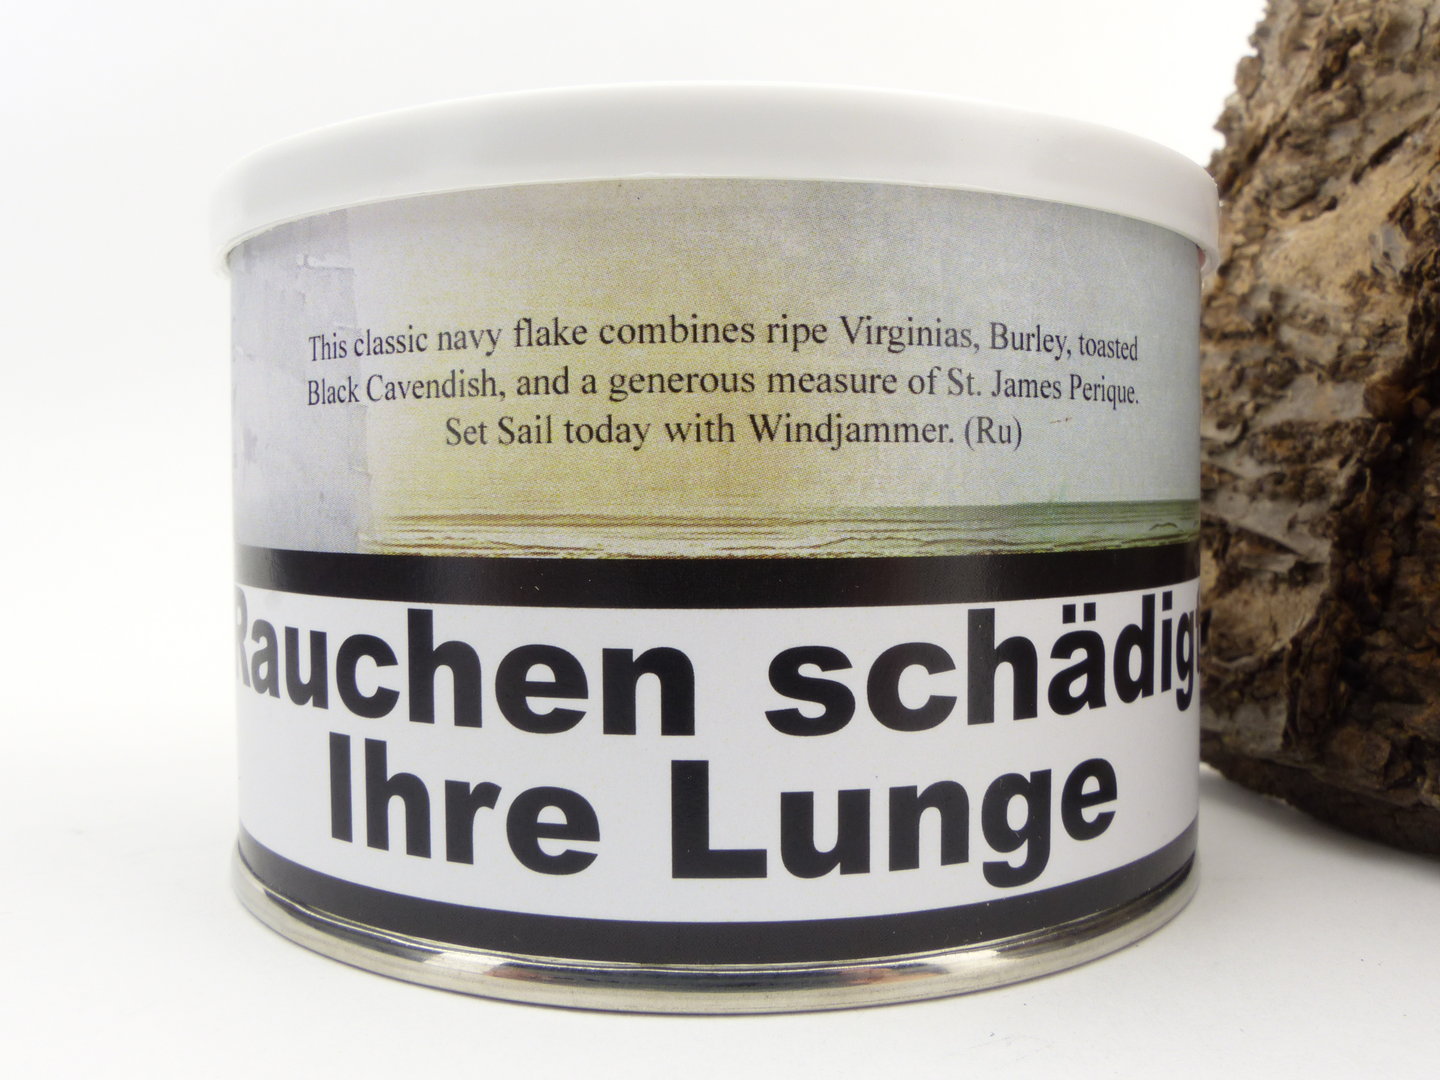 This classic navy flake combines ripe Virginias, Burley, toasted
Black Cavendish, and a generous measure of St. James Perique.
Set Sail today with Windjammer. (Ru)
Rauchen schädigt
Ihre Lunge